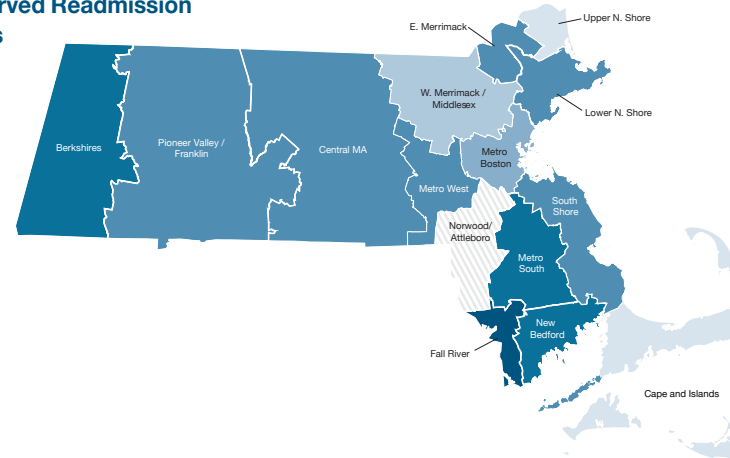 Readmission
E. Merrimack
Upper N. Shore
W. Merrimack /
Middlesex
Lower N. Shore
Berkshires
Pioneer Valley /
Franklin
Central MA
Metro
Boston
Metro West
South
Shore
Norwood/
Attleboro
Metro
South
New
Bedford
Fall River
Cape and Islands